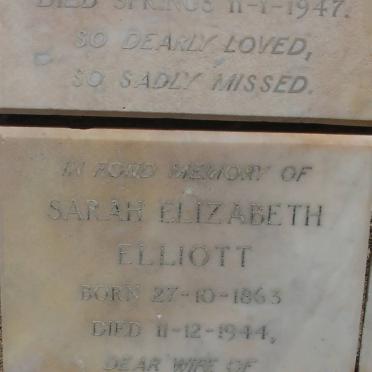 DIED SPRINGS 11-1-1947.
SO DEARLY LOVED,
SO SADLY MISSED.
IN FOND MEMORY OF
SARAH ELIZABETH
ELLIOTT
BORN 27-10-1863
DIED 11-12-1944,
DEAR WIFE OF